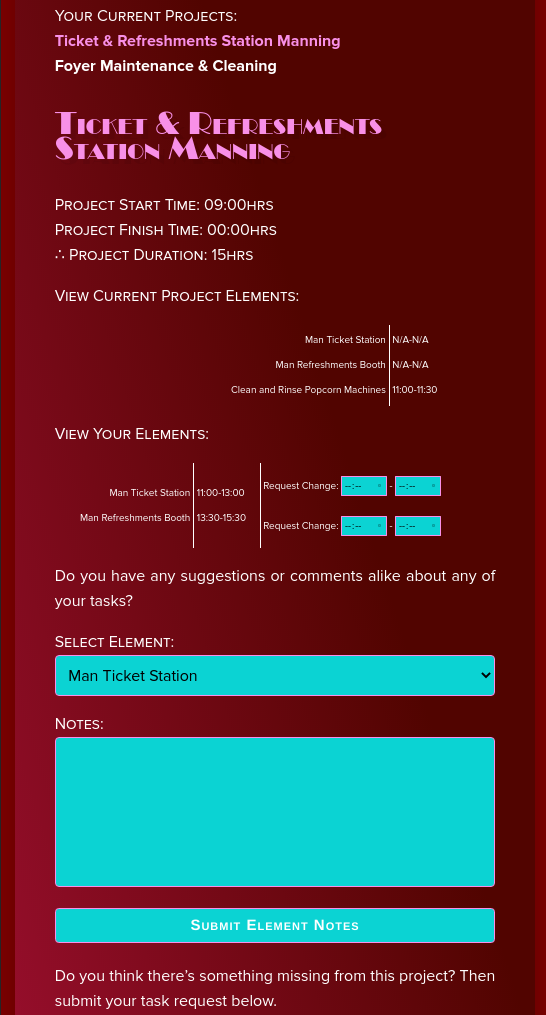 Your Current Projects:
Ticket & Refreshments Station Manning
Foyer Maintenance & Cleaning
Ticket & Refreshments
Station Manning
Project Start Time: 09:00hrs
Project Finish Time: 00:00hrs
∴ Project Duration: 15hrs
View Current Project Elements:
Man Ticket Station N/A-N/A
Man Refreshments Booth N/A-N/A
Clean and Rinse Popcorn Machines 11:00-11:30
View Your Elements:
Man Ticket Station 11:00-13:00 Request Change: --:-- - --:--
Man Refreshments Booth 13:30-15:30 Request Change: --:-- - --:--
Do you have any suggestions or comments alike about any of
your tasks?
Select Element:
Man Ticket Station
Notes:
Submit Element Notes
Do you think there's something missing from this project? Then
submit your task request below.